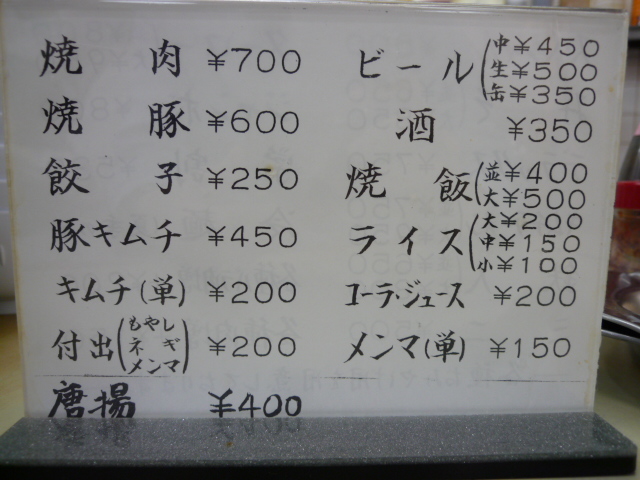 焼肉 ¥700
焼豚 ¥600
餃子 ¥250
豚キムチ ¥450
キムチ(単) ¥200
付出(もやし ネギ メンマ) ¥200
唐揚 ¥400
ビール(中¥450
生¥500
缶¥350
酒 ¥350
焼飯(並¥400
大¥500
ライス(大¥200
中¥150
小¥100
コーラ・ジュース ¥200
メンマ(単) ¥150